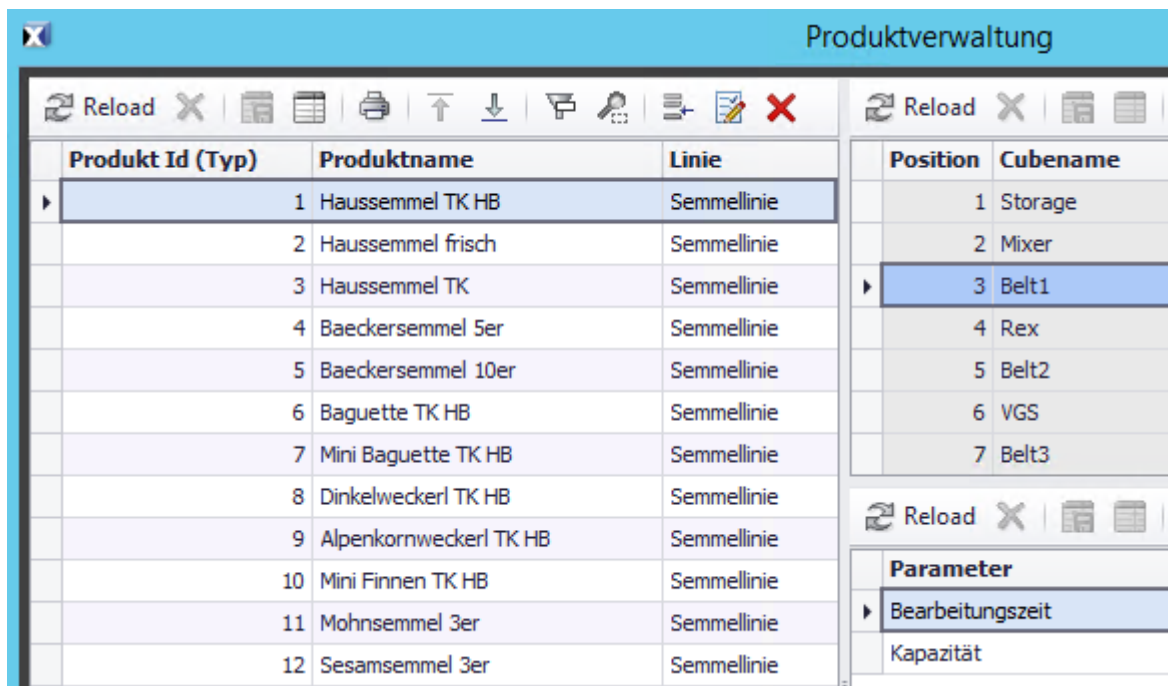 Produktverwaltung
Reload
Produkt Id (Typ) Produktname Linie
1 Haussemmel TK HB Semmellinie
2 Haussemmel frisch Semmellinie
3 Haussemmel TK Semmellinie
4 Baeckersemmel 5er Semmellinie
5 Baeckersemmel 10er Semmellinie
6 Baguette TK HB Semmellinie
7 Mini Baguette TK HB Semmellinie
8 Dinkelweckerl TK HB Semmellinie
9 Alpenkornweckerl TK HB Semmellinie
10 Mini Finnen TK HB Semmellinie
11 Mohnsemmel 3er Semmellinie
12 Sesamsemmel 3er Semmellinie
Reload
Position Cubename
1 Storage
2 Mixer
3 Belt1
4 Rex
5 Belt2
6 VGS
7 Belt3
Reload
Parameter
Bearbeitungszeit
Kapazität